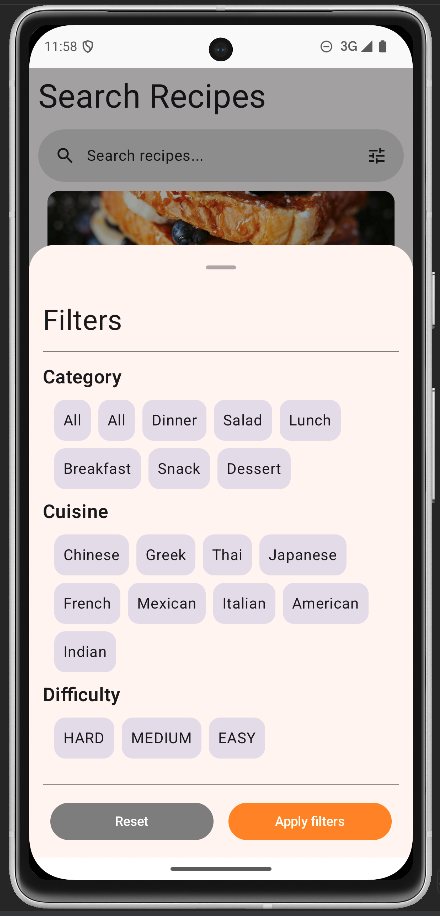 11:58 3G
Search Recipes
Search recipes...
Filters
Category
All All Dinner Salad Lunch
Breakfast Snack Dessert
Cuisine
Chinese Greek Thai Japanese
French Mexican Italian American
Indian
Difficulty
HARD MEDIUM EASY
Reset Apply filters